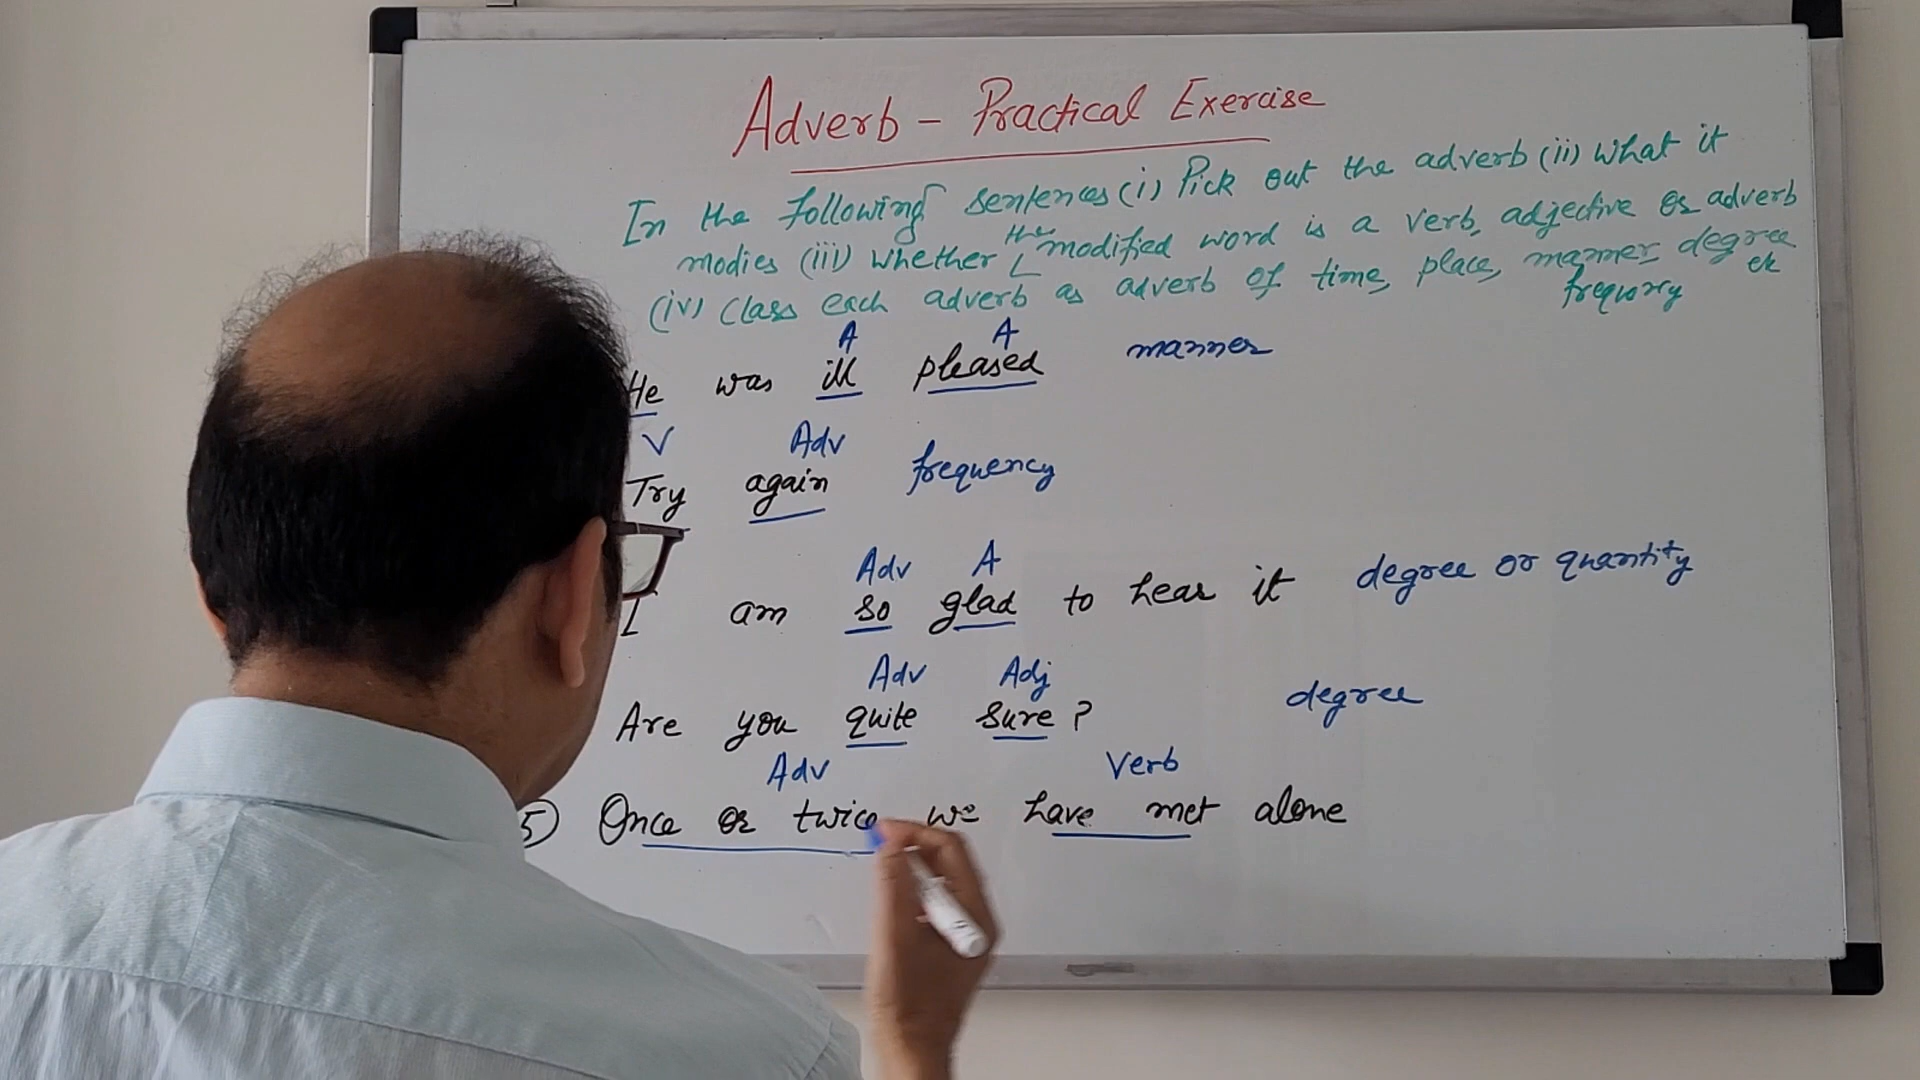 Adverb - Practical Exercise
In the following sentences (i) Pick out the adverb (ii) what it
modies (iii) whether the modified word is a verb, adjective or adverb
(iv) Class each adverb as adverb of time, place, manner degree
or
frequency
A A
He was ill pleased manner
V Adv
Try again frequency
Adv A
I am so glad to hear it degree or quantity
Adv Adj
Are you quite sure? degree
Adv Verb
5) Once or twice we have met alone